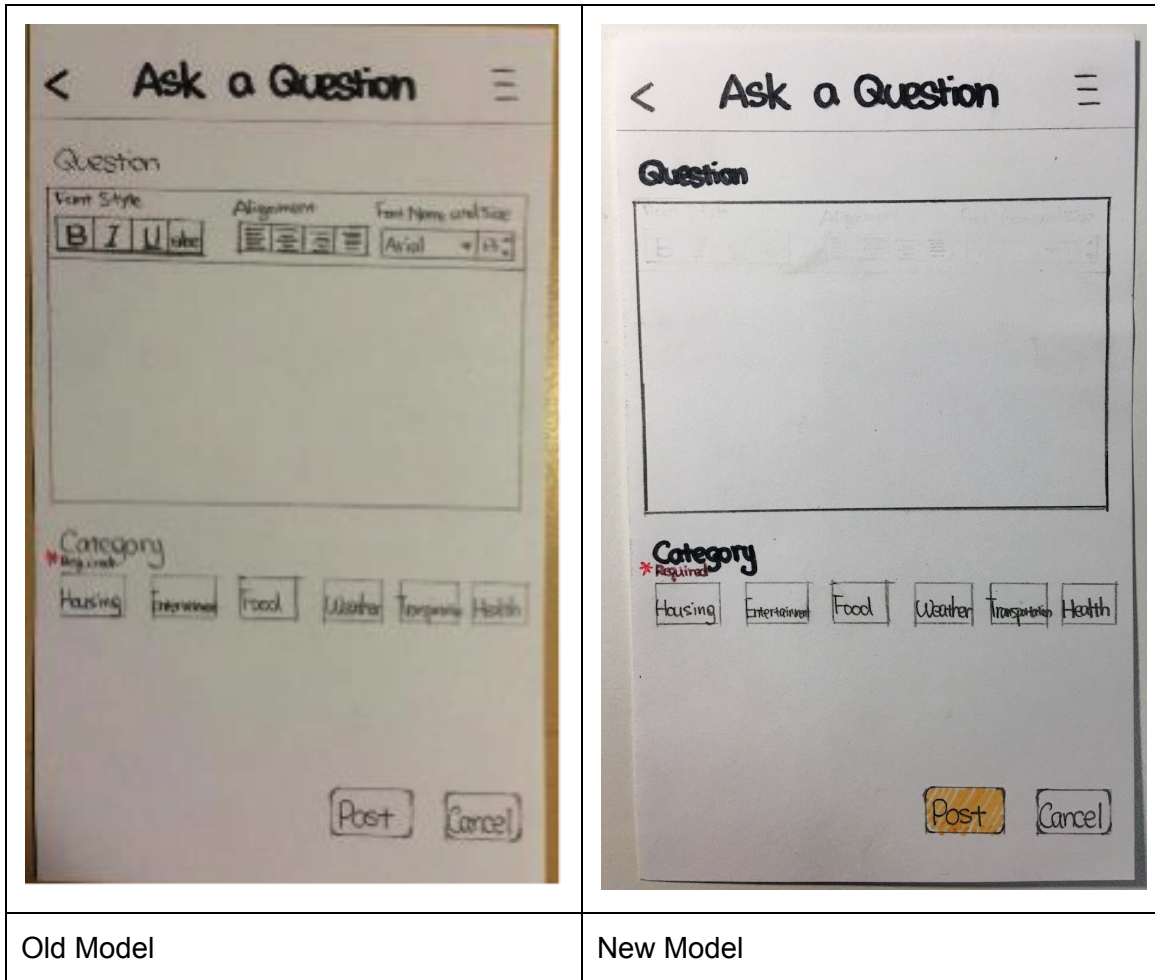 < Ask a Question
Question
Font Style Alignment Font Name and Size
B I U abc Arial
Category
* Required
Housing Entertainment Food Weather Transportation Health
Post Cancel
Old Model
< Ask a Question
Question
Category
* Required
Housing Entertainment Food Weather Transportation Health
Post Cancel
New Model